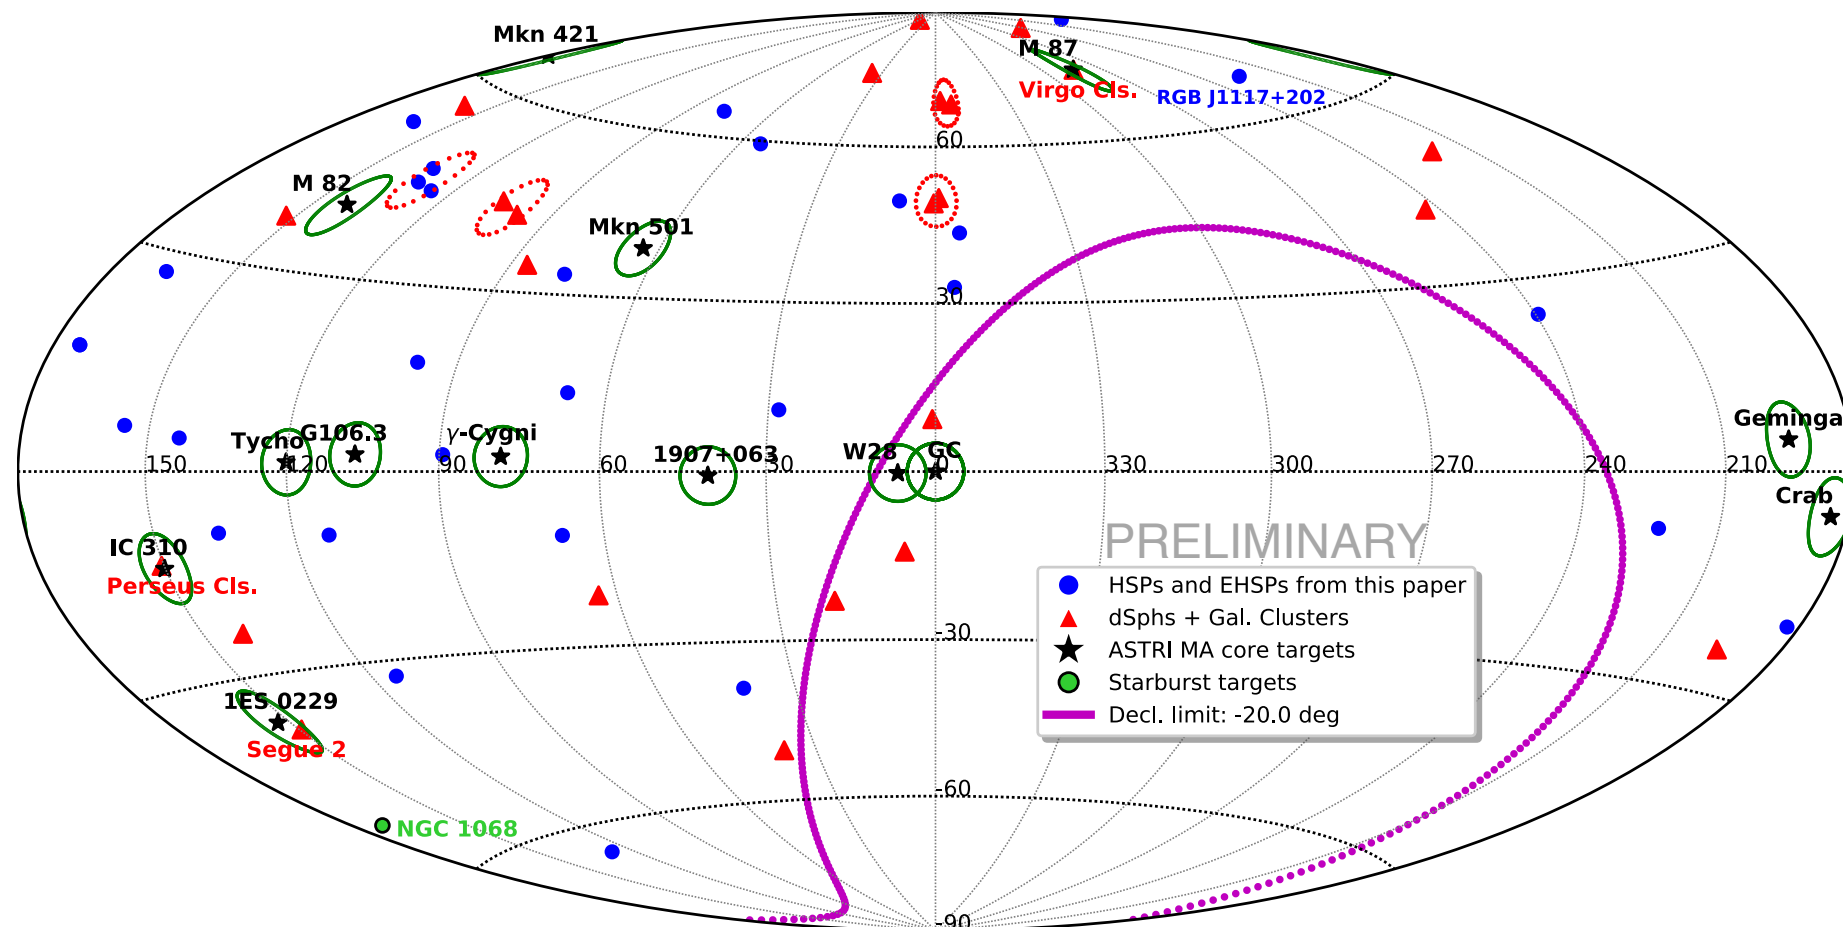 Mkn 421
M 87
Virgo Cls.
RGB J1117+202
60
M 82
Mkn 501
30
Geminga
Tycho
G106.3
γ-Cygni
1907+063
W28
GC
150
120
90
60
30
0
330
300
270
240
210
Crab
IC 310
Perseus Cls.
PRELIMINARY
HSPs and EHSPs from this paper
dSphs + Gal. Clusters
ASTRI MA core targets
Starburst targets
Decl. limit: -20.0 deg
-30
1ES 0229
Segue 2
-60
NGC 1068
-90